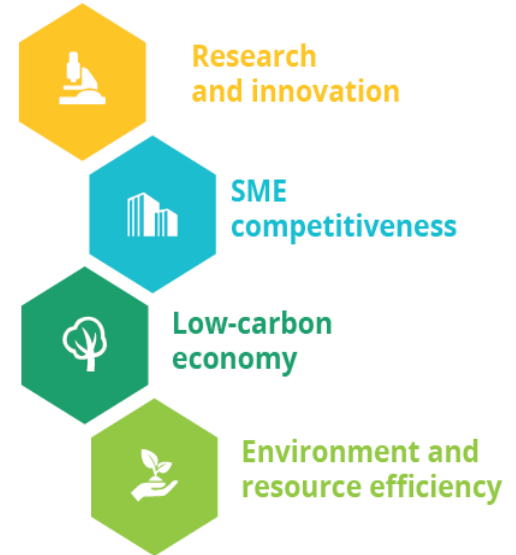 Research
and innovation
SME
competitiveness
Low-carbon
economy
Environment and
resource efficiency